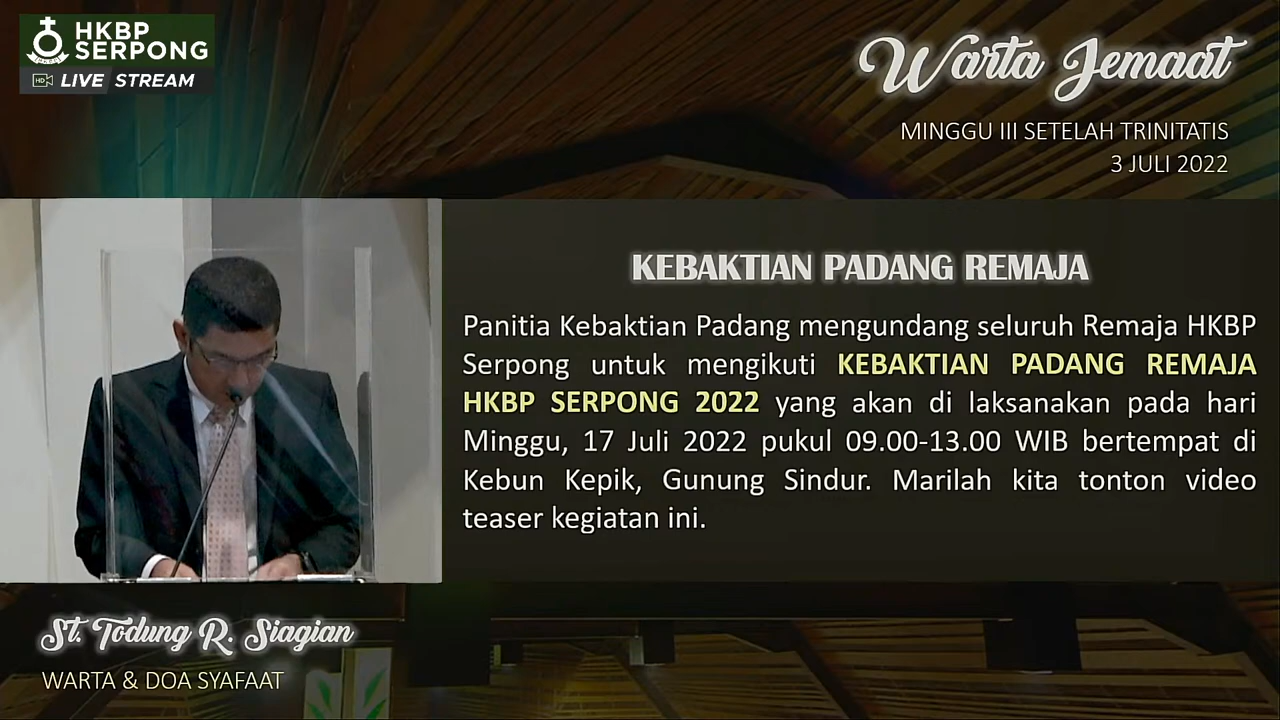 HKBP
SERPONG
LIVE STREAM
Warta Jemaat
MINGGU III SETELAH TRINITATIS
3 JULI 2022
KEBAKTIAN PADANG REMAJA
Panitia Kebaktian Padang mengundang seluruh Remaja HKBP
Serpong untuk mengikuti KEBAKTIAN PADANG REMAJA
HKBP SERPONG 2022 yang akan di laksanakan pada hari
Minggu, 17 Juli 2022 pukul 09.00-13.00 WIB bertempat di
Kebun Kepik, Gunung Sindur. Marilah kita tonton video
teaser kegiatan ini.
St. Todung R. Siagian
WARTA & DOA SYAFAAT